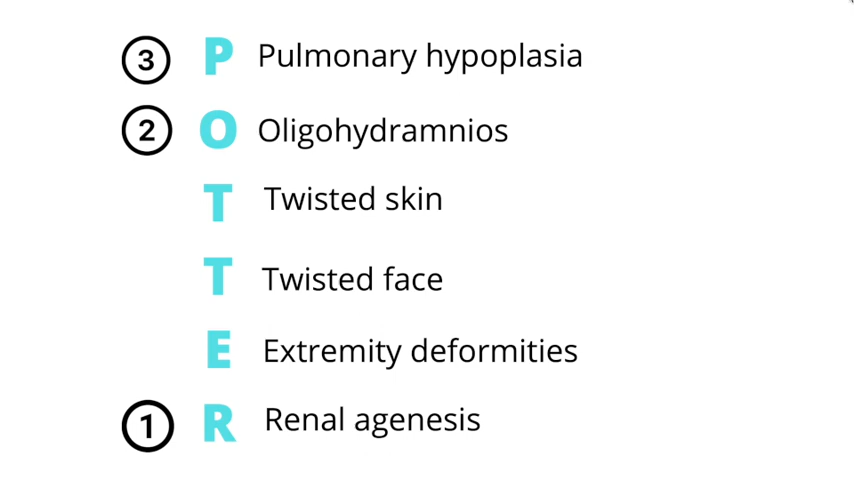 3 P Pulmonary hypoplasia
2 O Oligohydramnios
T Twisted skin
T Twisted face
E Extremity deformities
1 R Renal agenesis